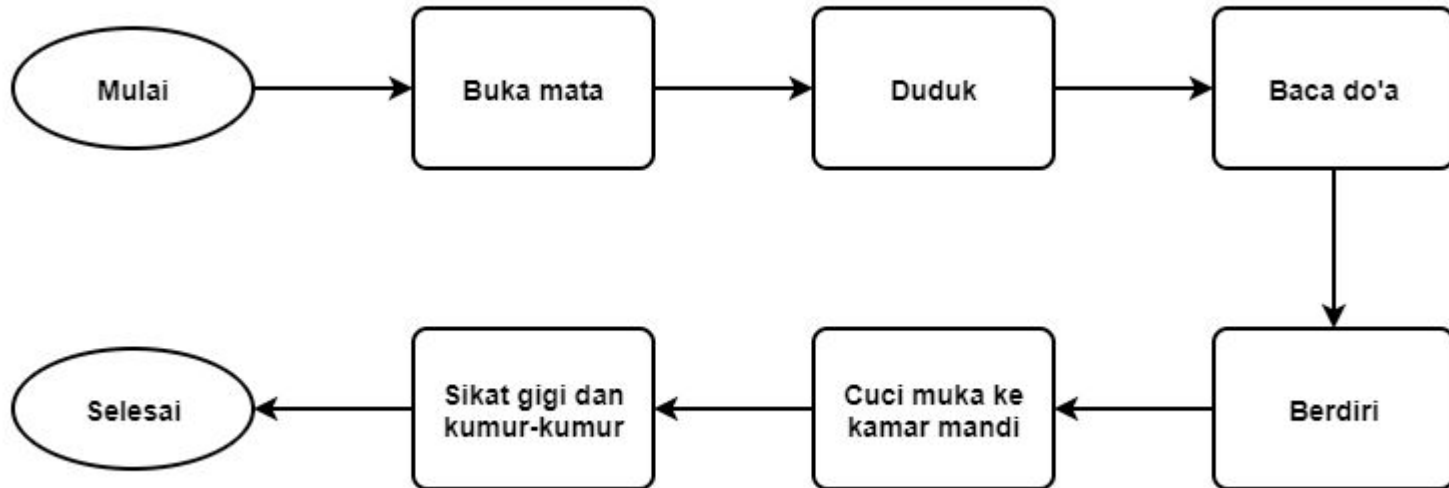 Mulai
Buka mata
Duduk
Baca do'a
Berdiri
Cuci muka ke
kamar mandi
Sikat gigi dan
kumur-kumur
Selesai